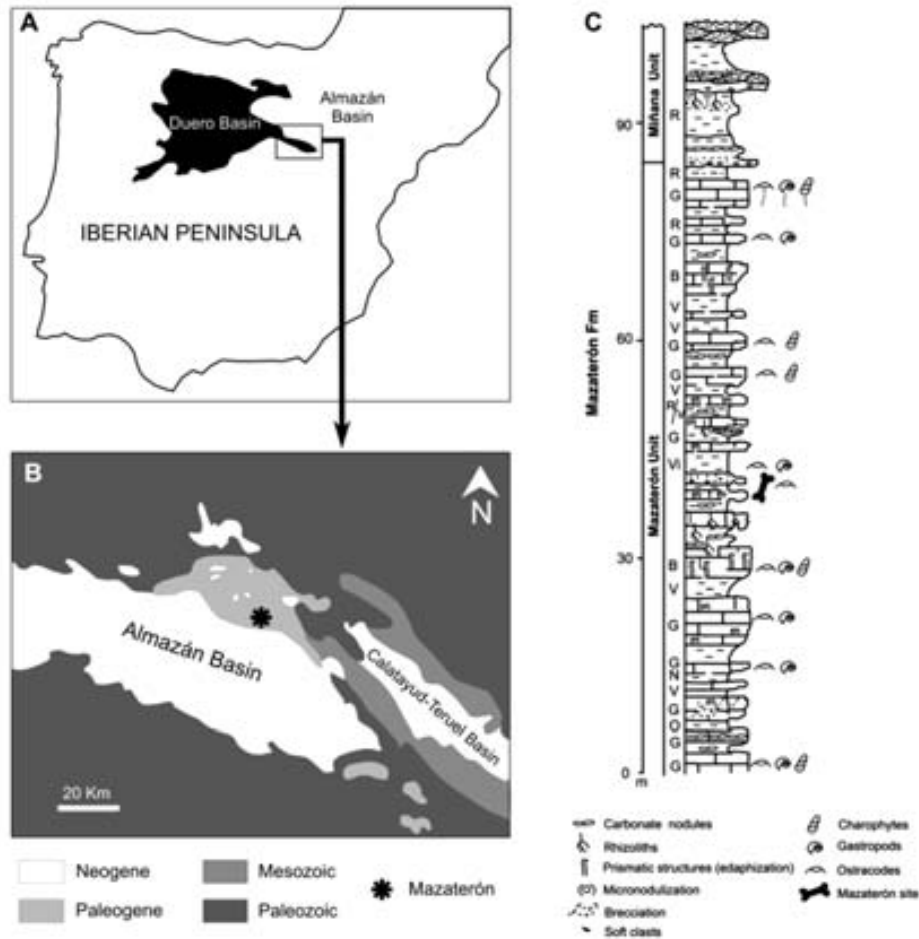 A
Duero Basin
Almazán
Basin
IBERIAN PENINSULA
B
N
Almazán Basin
Calatayud-Teruel Basin
20 Km
Neogene
Mesozoic
Mazaterón
Paleogene
Paleozoic
C
Mazaterón Fm
Miñana Unit
Mazaterón Unit
90
60
30
0
m
R
R
G
R
G
B
V
V
G
G
V
R
G
Vi
B
V
G
G
N
V
G
O
G
G
Carbonate nodules
Rhizoliths
Prismatic structures (edaphization)
Micronodulization
Brecciation
Soft clasts
Charophytes
Gastropods
Ostracodes
Mazaterón site